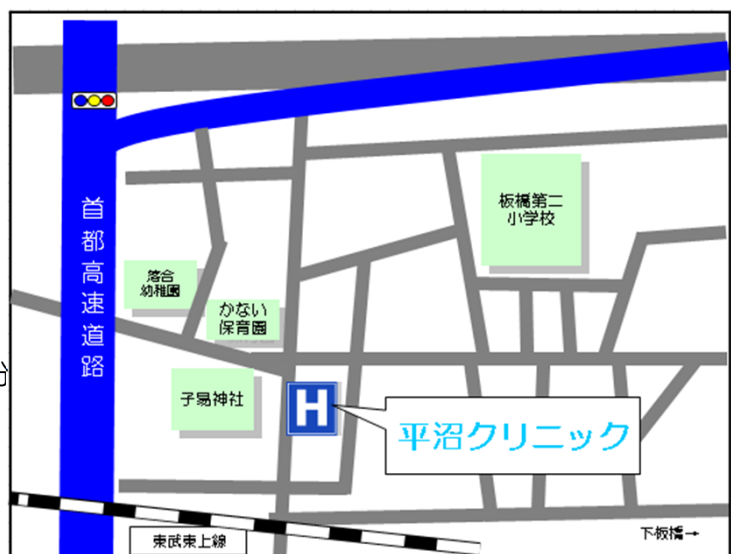 首都高速道路
板橋第二
小学校
落合
幼稚園
かない
保育園
子易神社
H
平沼クリニック
東武東上線
下板橋→